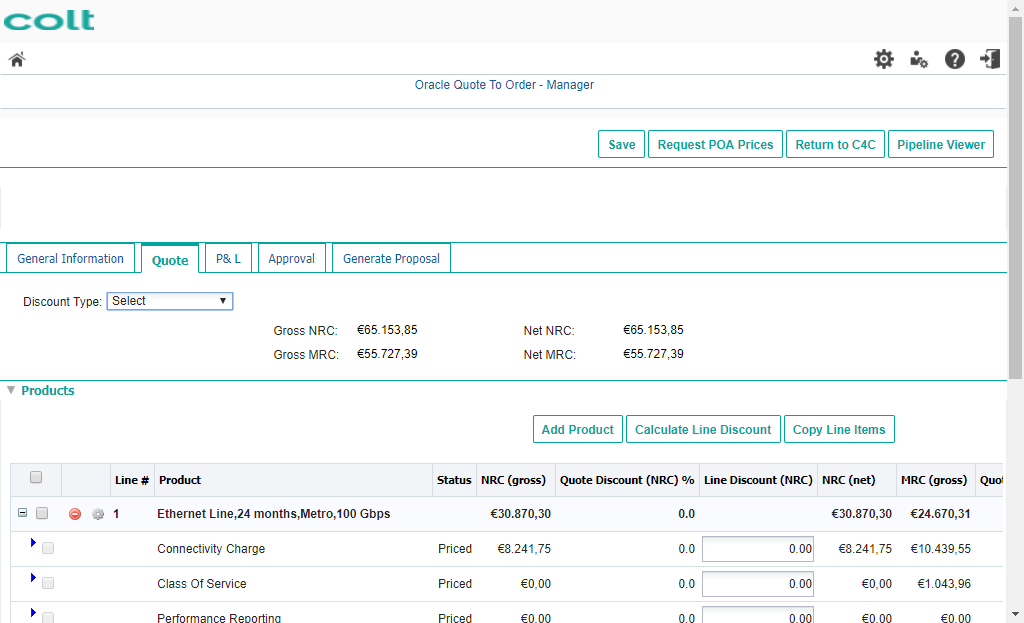 colt
Oracle Quote To Order - Manager
Save Request POA Prices Return to C4C Pipeline Viewer
General Information Quote P& L Approval Generate Proposal
Discount Type: Select
Gross NRC: €65.153,85 Net NRC: €65.153,85
Gross MRC: €55.727,39 Net MRC: €55.727,39
Products
Add Product Calculate Line Discount Copy Line Items
Line # Product Status NRC (gross) Quote Discount (NRC) % Line Discount (NRC) NRC (net) MRC (gross)
1 Ethernet Line,24 months,Metro,100 Gbps €30.870,30 0.0 €30.870,30 €24.670,31
Connectivity Charge Priced €8.241,75 0.0 0.00 €8.241,75 €10.439,55
Class Of Service Priced €0,00 0.0 0.00 €0,00 €1.043,96
Performance Reporting Priced €0,00 0.0 0.00 €0,00 €0,00